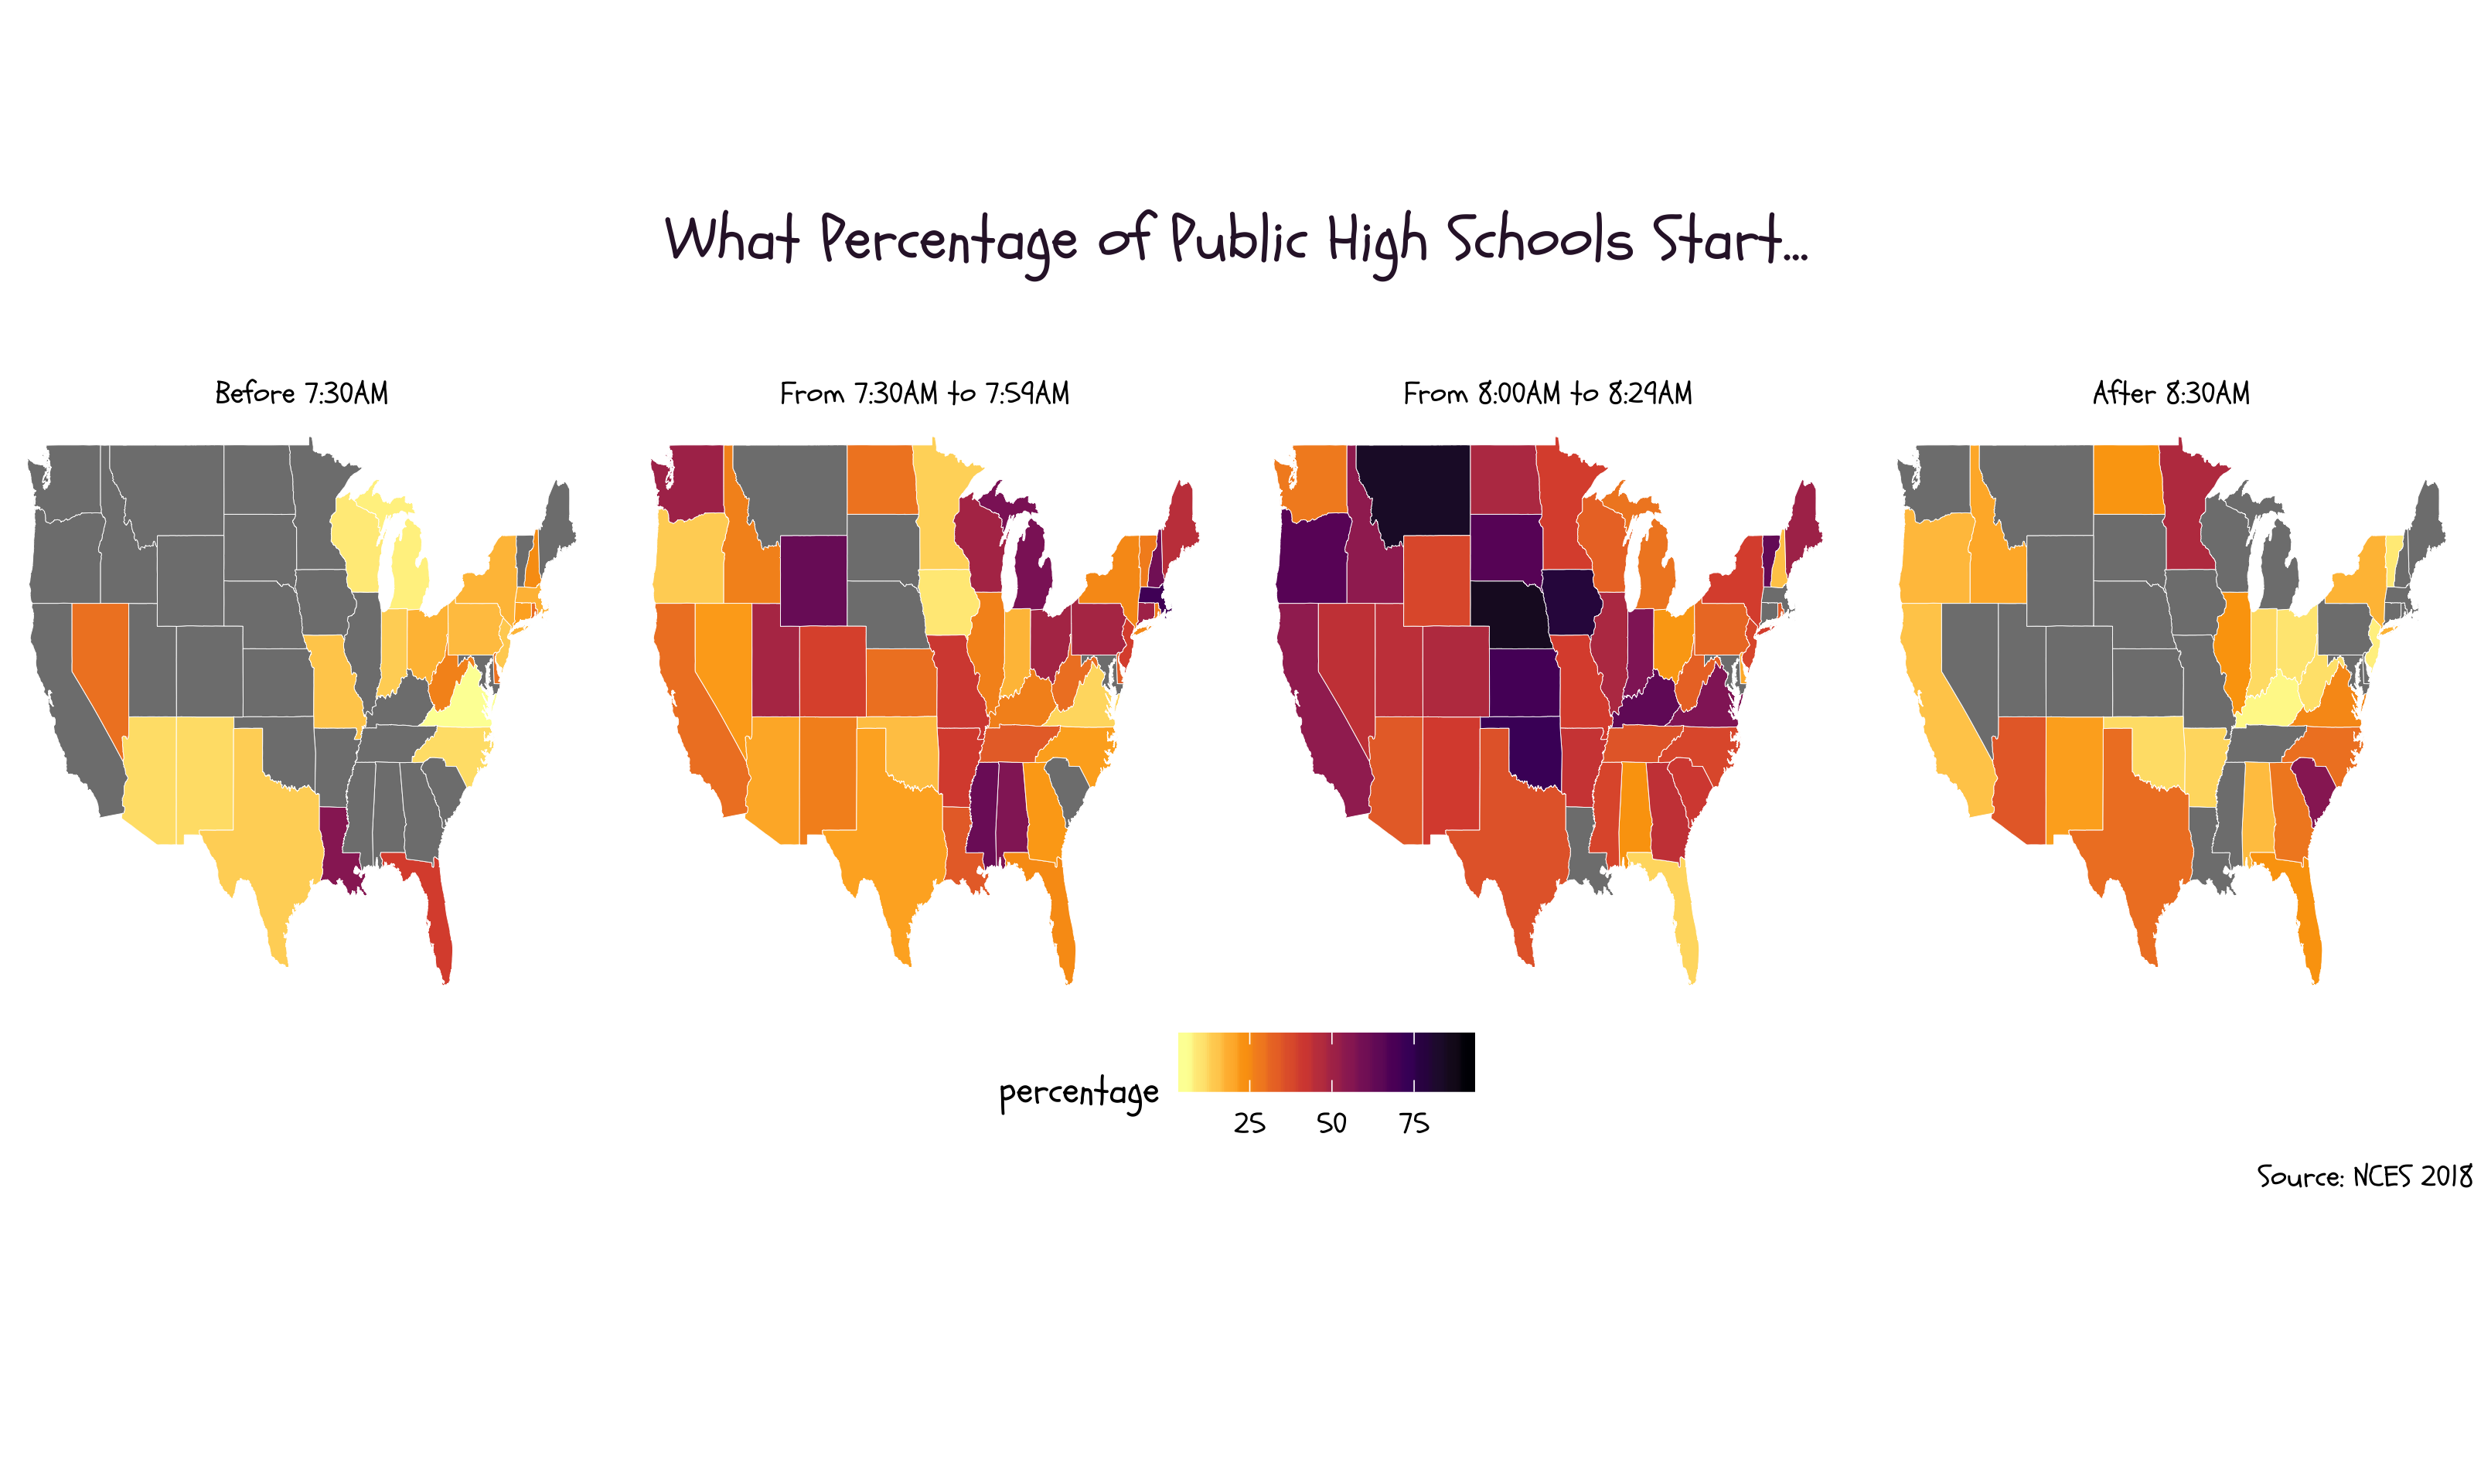 What Percentage of Public High Schools Start...
Before 7:30AM
From 7:30AM to 7:59AM
From 8:00AM to 8:29AM
After 8:30AM
percentage
25 50 75
Source: NCES 2018